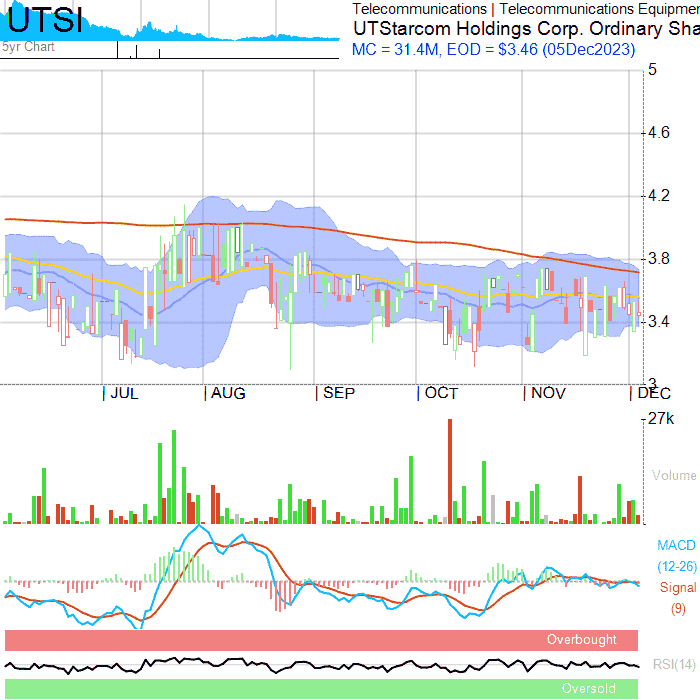 UTSI
5yr Chart
Telecommunications | Telecommunications Equipmen
UTStarcom Holdings Corp. Ordinary Sha
MC = 31.4M, EOD = $3.46 (05Dec2023)
5
4.6
4.2
3.8
3.4
3
JUL AUG SEP OCT NOV DEC
27k
Volume
MACD
(12-26)
Signal
(9)
Overbought
RSI(14)
Oversold